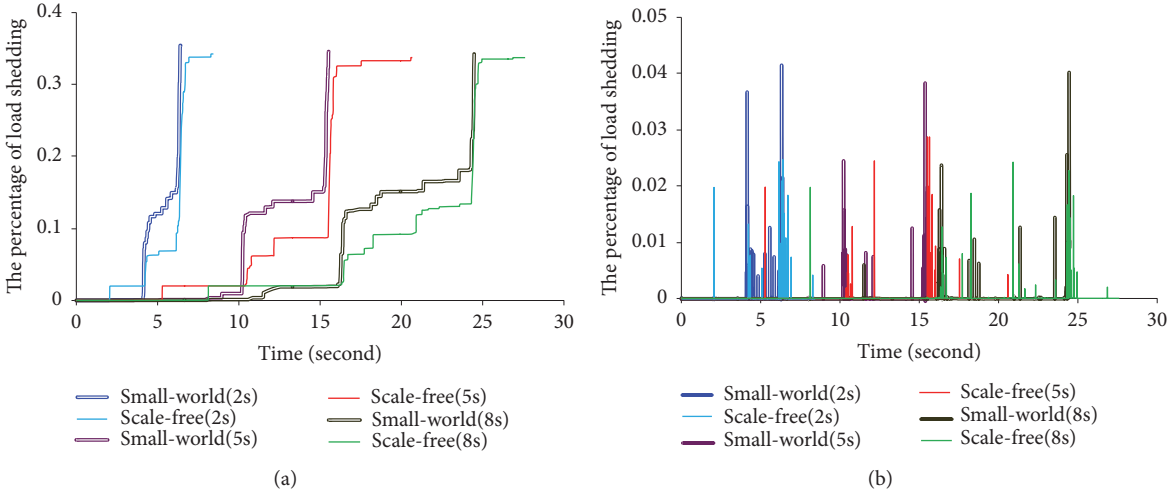 The percentage of load shedding
0.4
0.3
0.2
0.1
0
0 5 10 15 20 25 30
Time (second)
Small-world(2s)
Scale-free(2s)
Small-world(5s)
Scale-free(5s)
Small-world(8s)
Scale-free(8s)
(a)
The percentage of load shedding
0.05
0.04
0.03
0.02
0.01
0
0 5 10 15 20 25 30
Time (second)
Small-world(2s)
Scale-free(2s)
Small-world(5s)
Scale-free(5s)
Small-world(8s)
Scale-free(8s)
(b)